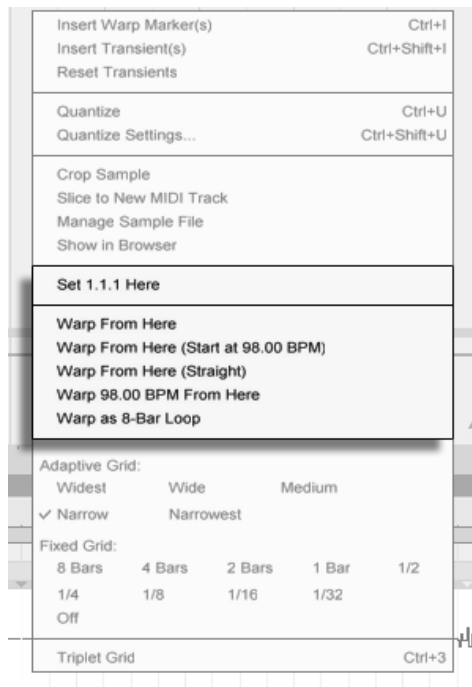 Insert Warp Marker(s) Ctrl+I
Insert Transient(s) Ctrl+Shift+I
Reset Transients
Quantize Ctrl+U
Quantize Settings... Ctrl+Shift+U
Crop Sample
Slice to New MIDI Track
Manage Sample File
Show in Browser
Set 1.1.1 Here
Warp From Here
Warp From Here (Start at 98.00 BPM)
Warp From Here (Straight)
Warp 98.00 BPM From Here
Warp as 8-Bar Loop
Adaptive Grid:
Widest Wide Medium
✓ Narrow Narrowest
Fixed Grid:
8 Bars 4 Bars 2 Bars 1 Bar 1/2
1/4 1/8 1/16 1/32
Off
Triplet Grid Ctrl+3